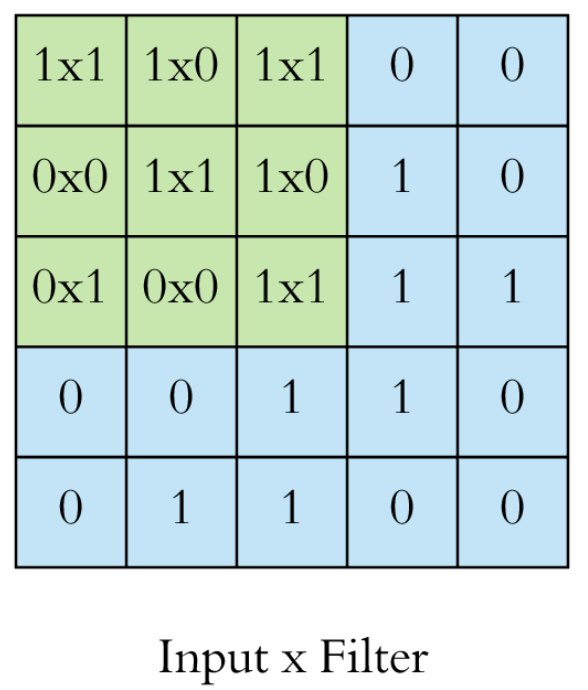 1x1 1x0 1x1 0 0
0x0 1x1 1x0 1 0
0x1 0x0 1x1 1 1
0 0 1 1 0
0 1 1 0 0
Input x Filter